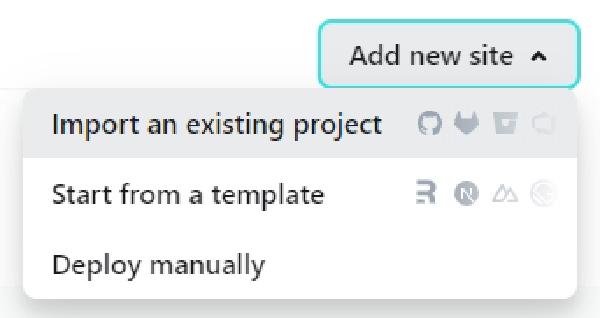 Add new site
Import an existing project
Start from a template
Deploy manually